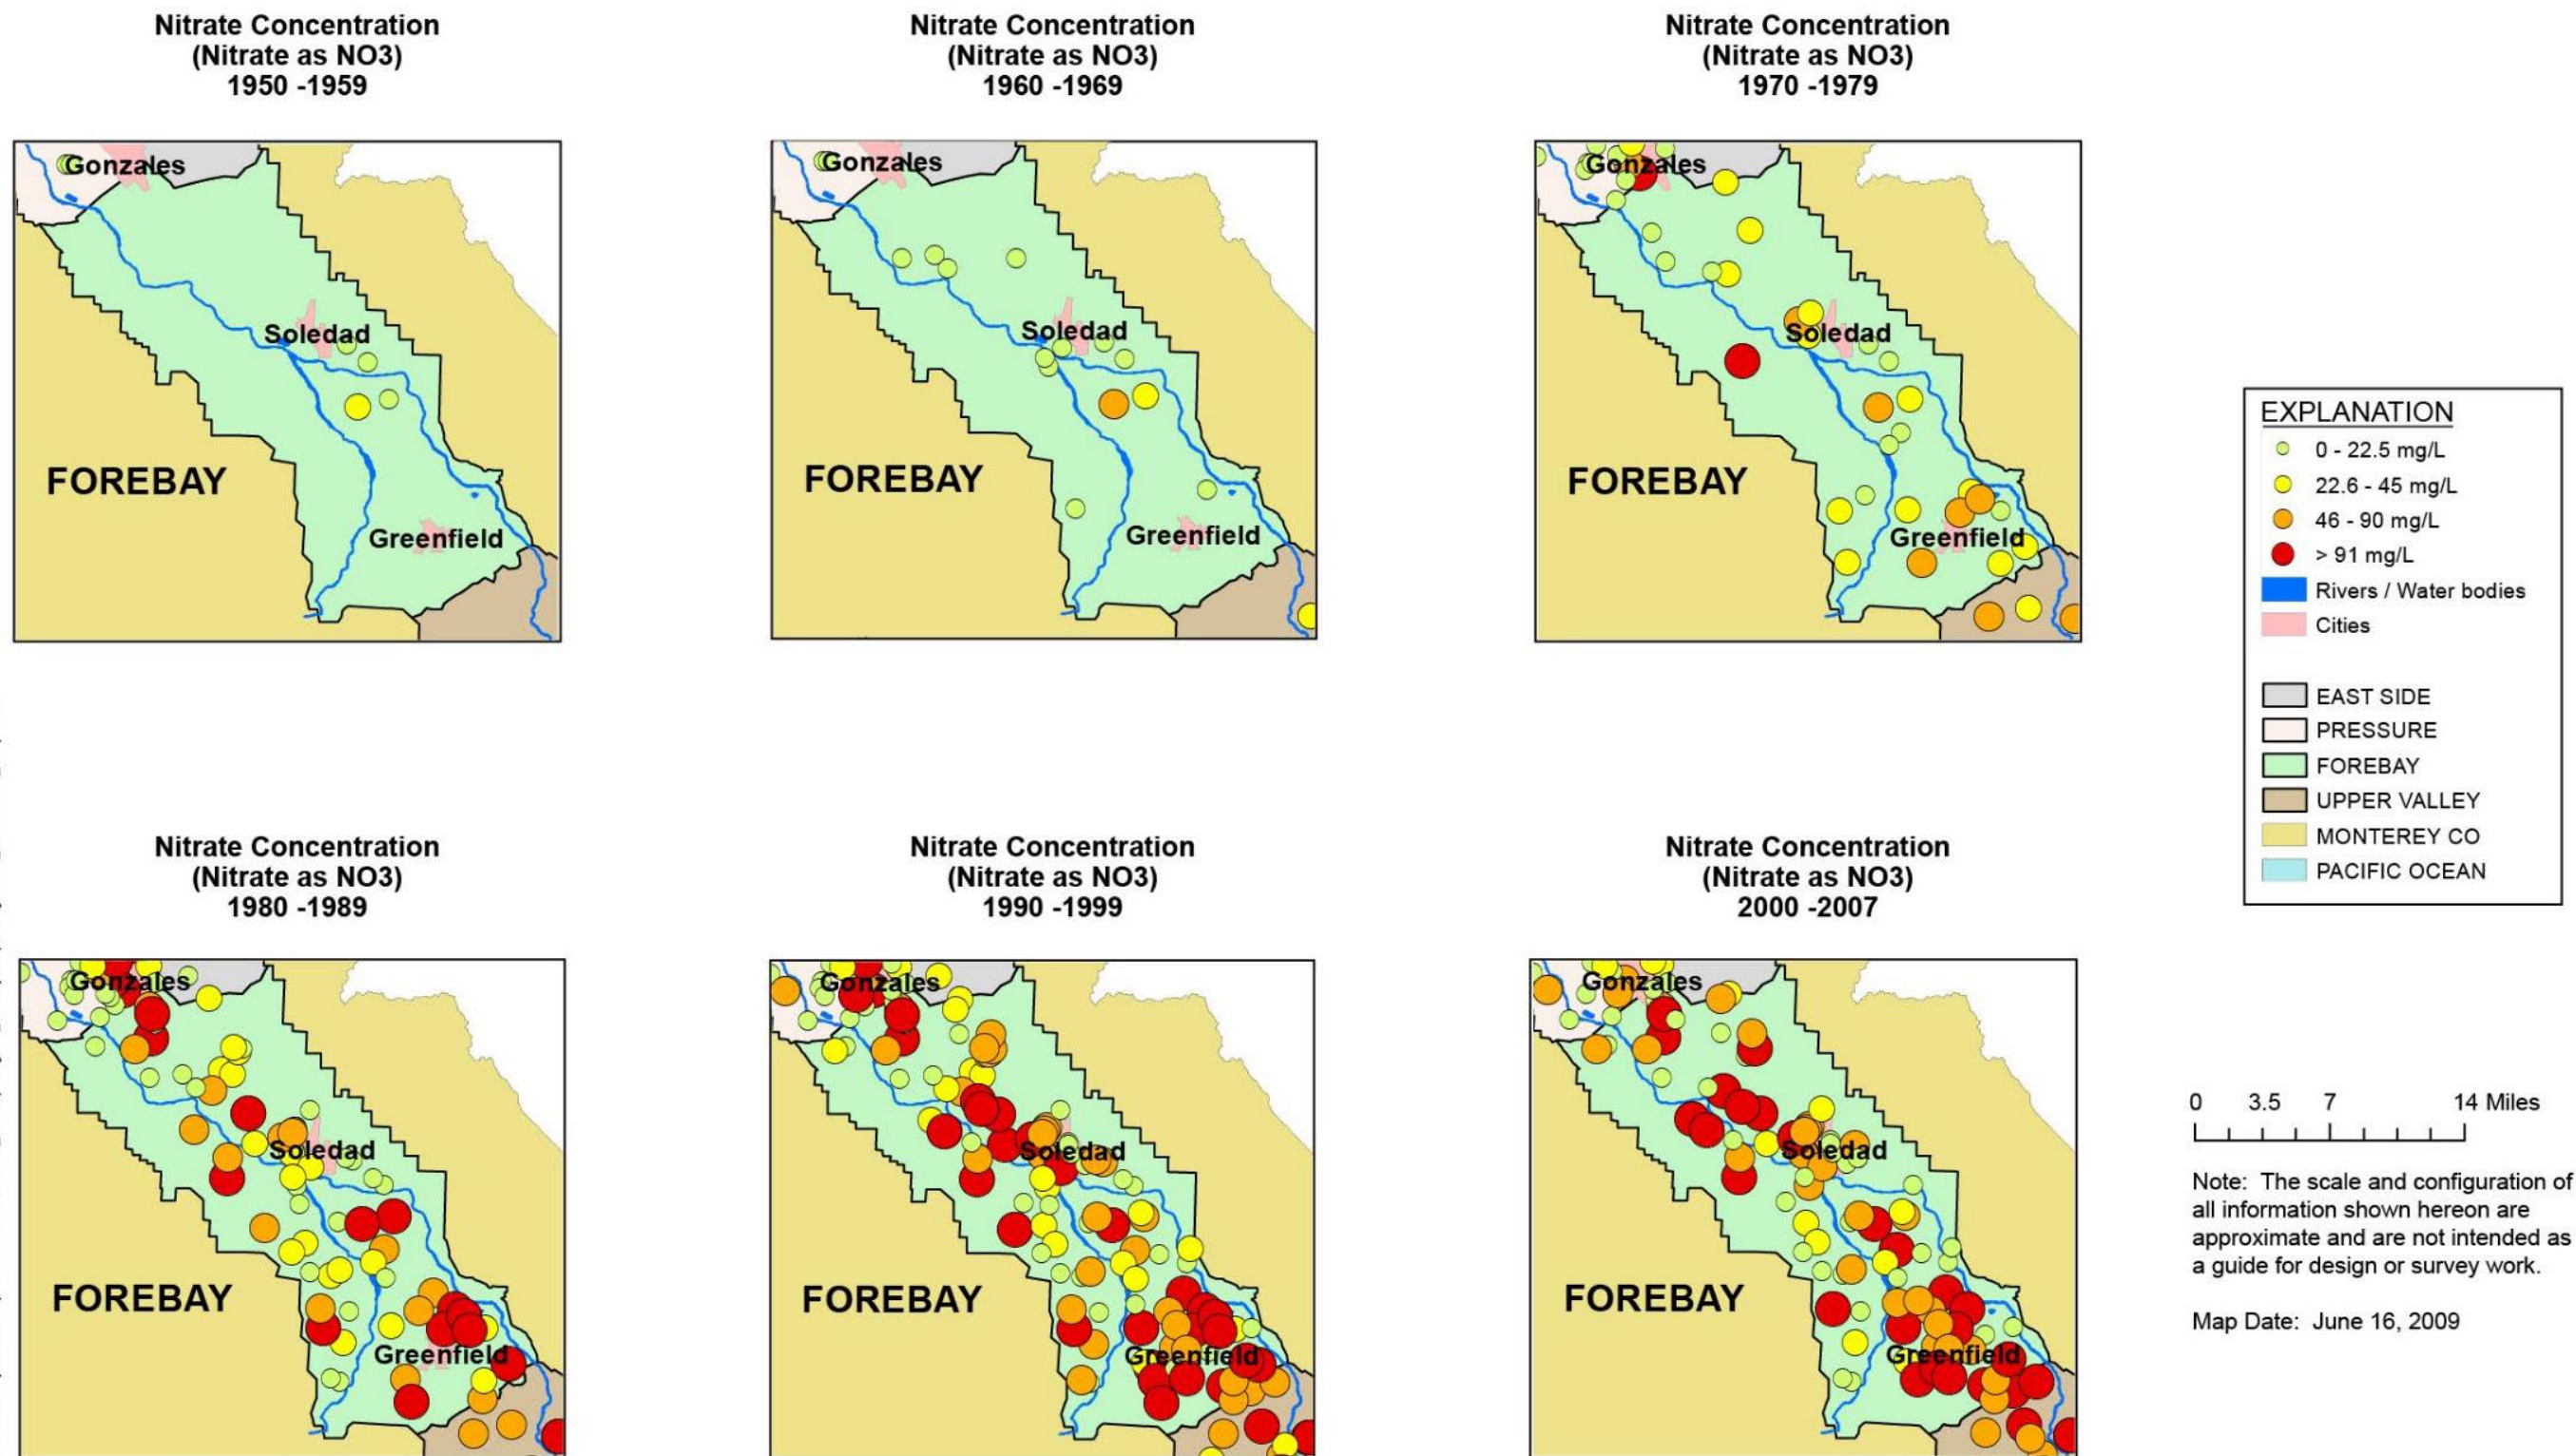 Nitrate Concentration
(Nitrate as NO3)
1950 -1959
Gonzales
Soledad
FOREBAY
Greenfield
Nitrate Concentration
(Nitrate as NO3)
1960 -1969
Gonzales
Soledad
FOREBAY
Greenfield
Nitrate Concentration
(Nitrate as NO3)
1970 -1979
Gonzales
Soledad
FOREBAY
Greenfield
EXPLANATION
0 - 22.5 mg/L
22.6 - 45 mg/L
46 - 90 mg/L
> 91 mg/L
Rivers / Water bodies
Cities
EAST SIDE
PRESSURE
FOREBAY
UPPER VALLEY
MONTEREY CO
PACIFIC OCEAN
Nitrate Concentration
(Nitrate as NO3)
1980 -1989
Gonzales
Soledad
FOREBAY
Greenfield
Nitrate Concentration
(Nitrate as NO3)
1990 -1999
Gonzales
Soledad
FOREBAY
Greenfield
Nitrate Concentration
(Nitrate as NO3)
2000 -2007
Gonzales
Soledad
FOREBAY
Greenfield
0 3.5 7 14 Miles
Note: The scale and configuration of
all information shown hereon are
approximate and are not intended as
a guide for design or survey work.
Map Date: June 16, 2009